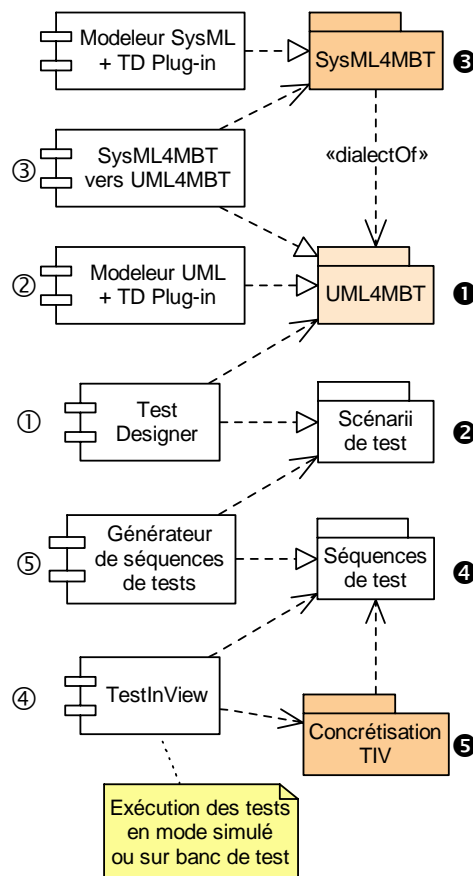 Modeleur SysML
+ TD Plug-in
SysML4MBT
❸
③
SysML4MBT
vers UML4MBT
«dialectOf»
②
Modeleur UML
+ TD Plug-in
UML4MBT
❶
①
Test
Designer
Scénarii
de test
❷
⑤
Générateur
de séquences
de tests
Séquences
de test
❹
④
TestInView
Concrétisation
TIV
❺
Exécution des tests
en mode simulé
ou sur banc de test